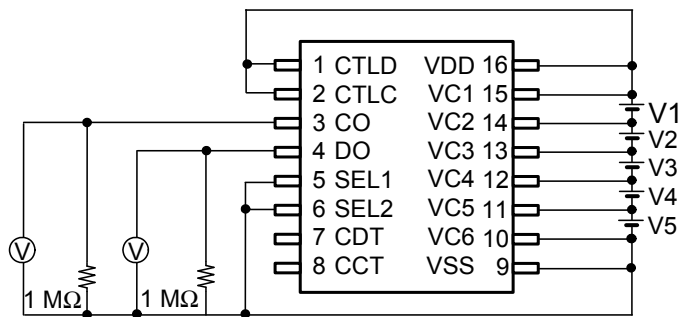 1 CTLD VDD 16
2 CTLC VC1 15
3 CO VC2 14
4 DO VC3 13
5 SEL1 VC4 12
6 SEL2 VC5 11
7 CDT VC6 10
8 CCT VSS 9
V1
V2
V3
V4
V5
V
V
1 MΩ
1 MΩ